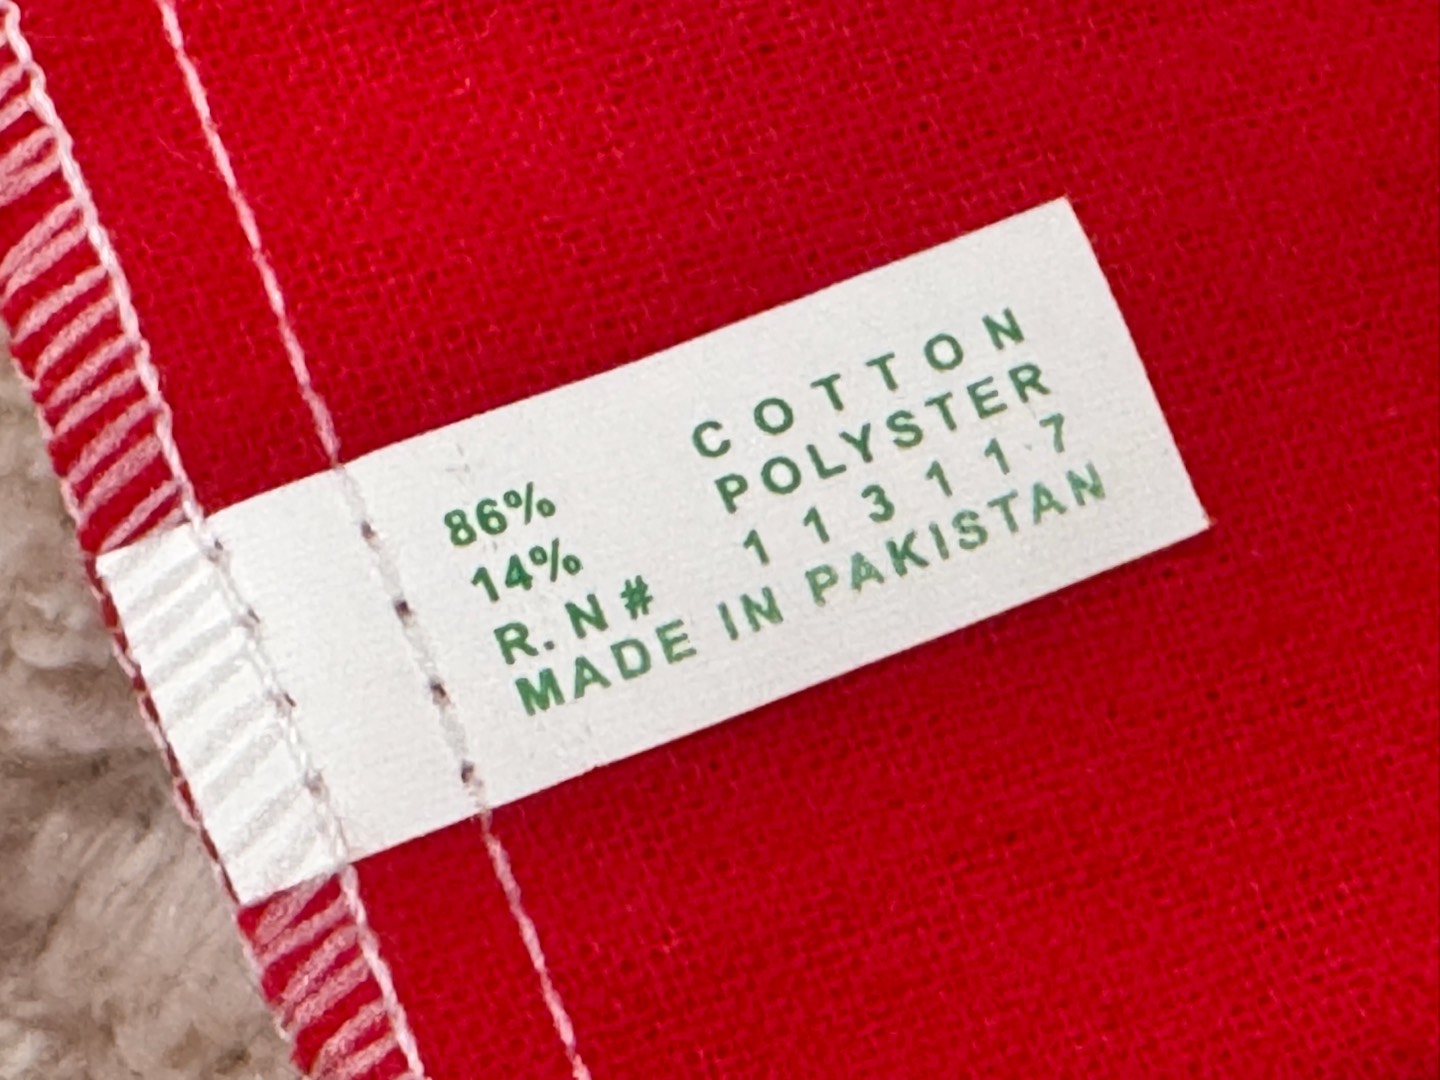 86% COTTON
14% POLYSTER
R.N# 113117
MADE IN PAKISTAN